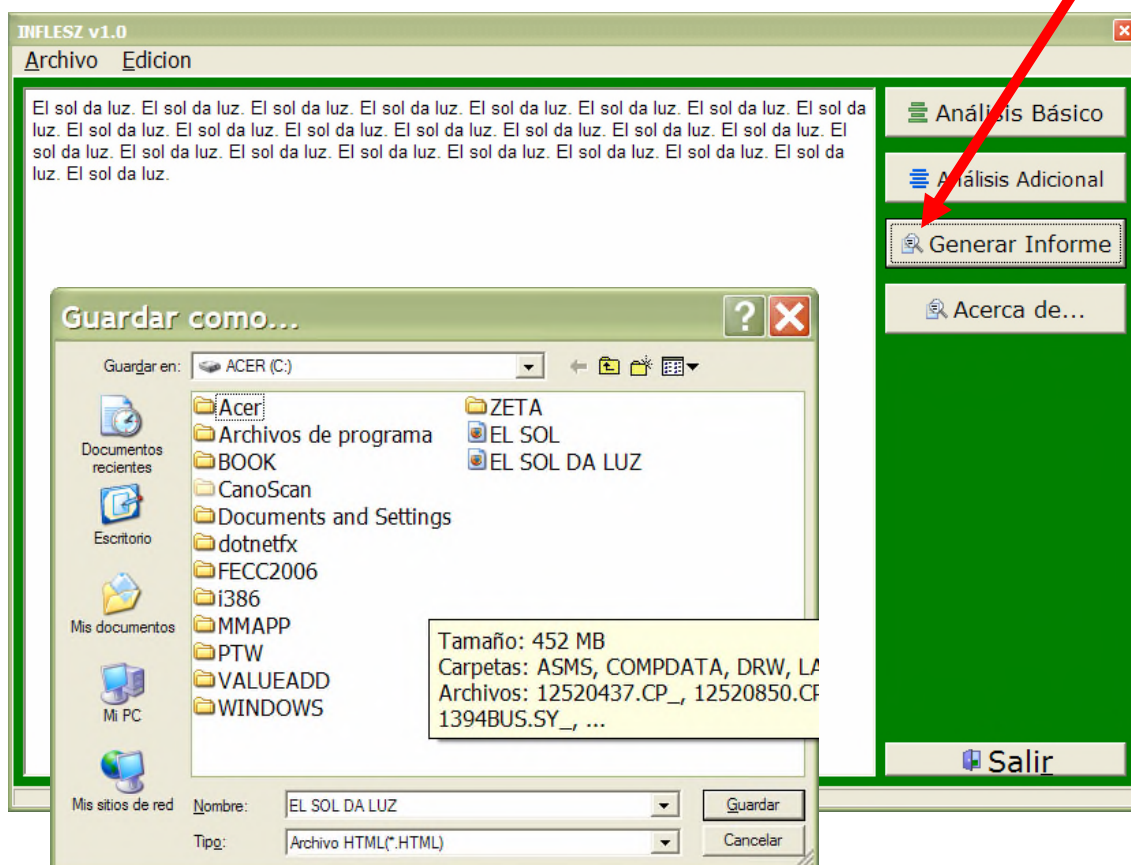 INFLESZ v1.0
Archivo Edicion
El sol da luz. El sol da luz. El sol da luz. El sol da luz. El sol da luz. El sol da luz. El sol da luz. El sol da
luz. El sol da luz. El sol da luz. El sol da luz. El sol da luz. El sol da luz. El sol da luz. El sol da luz. El
sol da luz. El sol da luz. El sol da luz. El sol da luz. El sol da luz. El sol da luz. El sol da luz. El sol da
luz. El sol da luz.
Análisis Básico
Análisis Adicional
Generar Informe
Acerca de...
Salir
Guardar como...
Guardar en:
ACER (C:)
Documentos
recientes
Escritorio
Mis documentos
Mi PC
Mis sitios de red
Acer
Archivos de programa
BOOK
CanoScan
Documents and Settings
dotnetfx
FECC2006
i386
MMAPP
PTW
VALUEADD
WINDOWS
ZETA
EL SOL
EL SOL DA LUZ
Tamaño: 452 MB
Carpetas: ASMS, COMPDATA, DRW, LA
Archivos: 12520437.CP_, 12520850.CP
1394BUS.SY_, ...
Nombre: EL SOL DA LUZ
Guardar
Tipo: Archivo HTML(*.HTML)
Cancelar